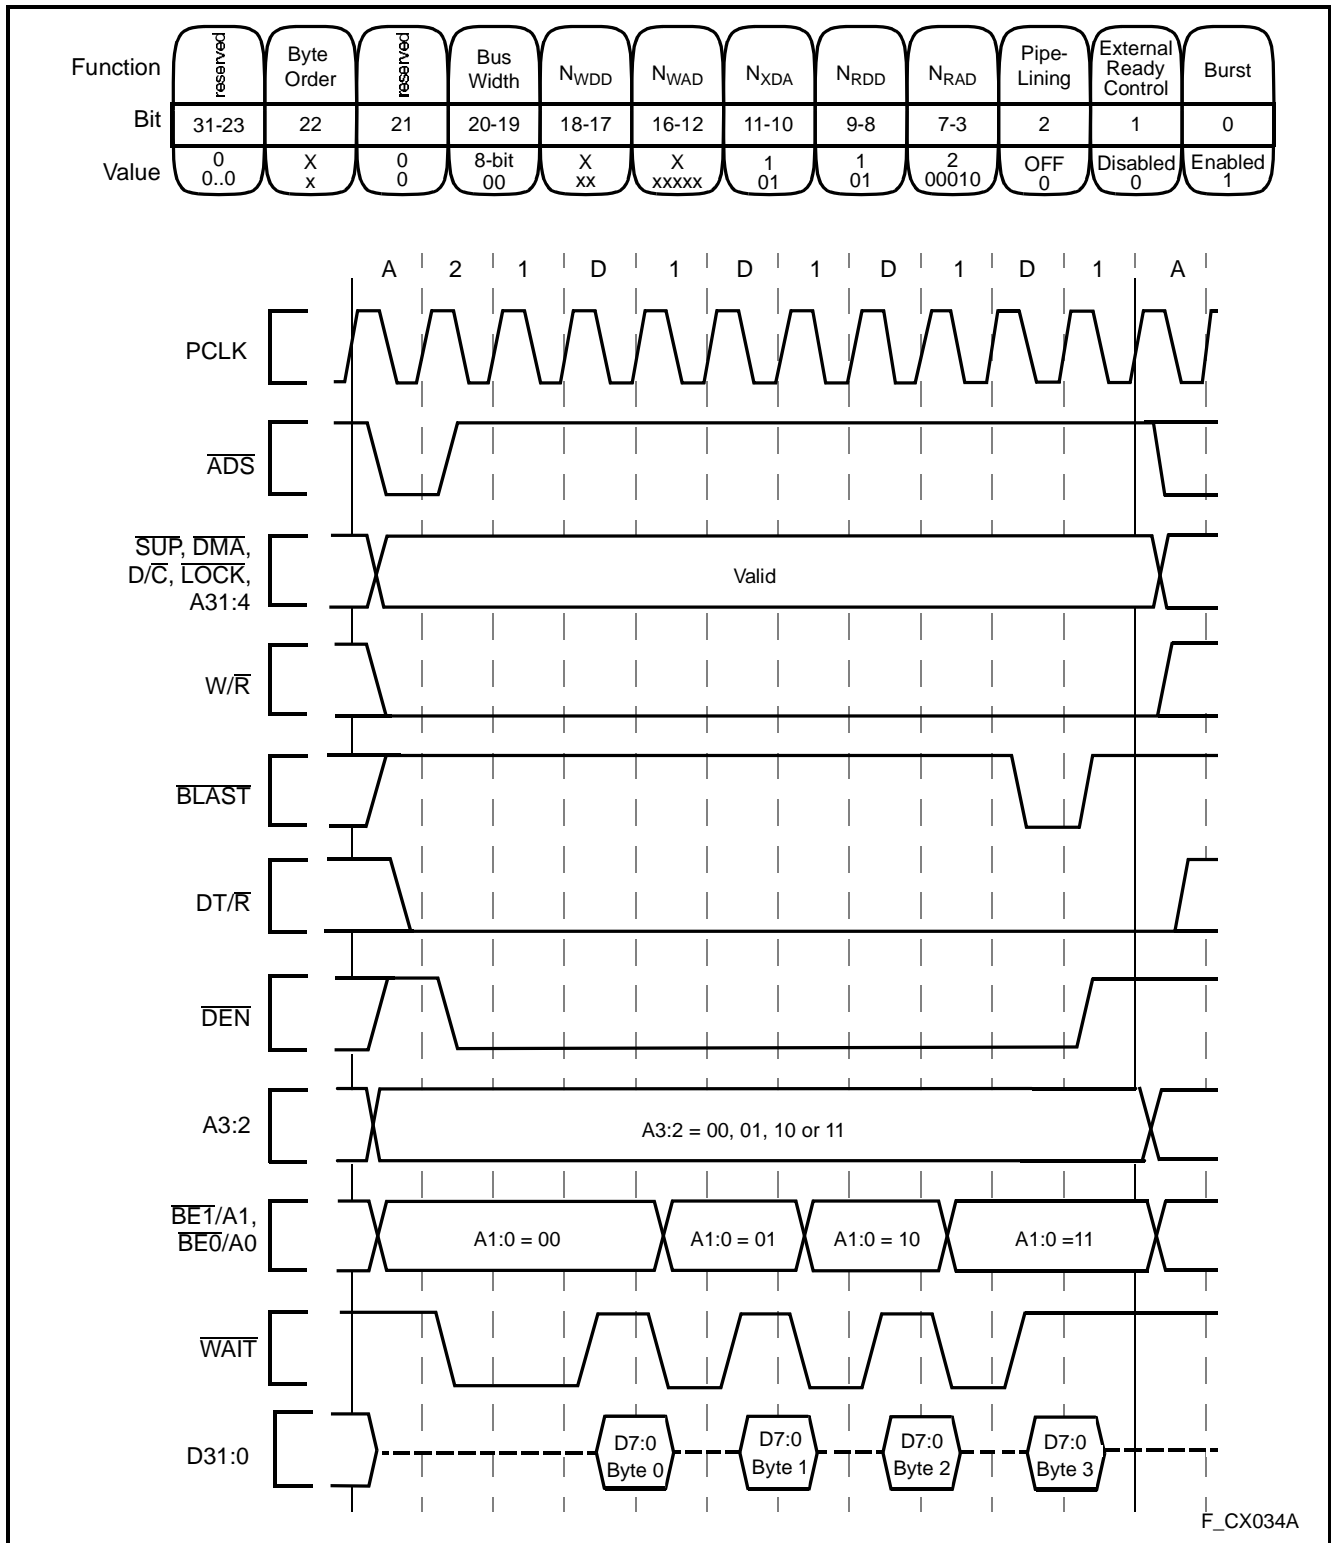 Function reserved Byte Order reserved Bus Width NWDD NWAD NXDA NRDD NRAD Pipe-Lining External Ready Control Burst
Bit 31-23 22 21 20-19 18-17 16-12 11-10 9-8 7-3 2 1 0
Value 0 X 0 8-bit X X 1 1 2 OFF Disabled Enabled
0..0 x 0 00 xx xxxxx 01 01 00010 0 0 1
A 2 1 D 1 D 1 D 1 D 1 A
PCLK
ADS
SUP, DMA,
D/C, LOCK,
A31:4
Valid
W/R
BLAST
DT/R
DEN
A3:2
A3:2 = 00, 01, 10 or 11
BE1/A1,
BE0/A0
A1:0 = 00 A1:0 = 01 A1:0 = 10 A1:0 =11
WAIT
D31:0
D7:0 D7:0 D7:0 D7:0
Byte 0 Byte 1 Byte 2 Byte 3
F_CX034A